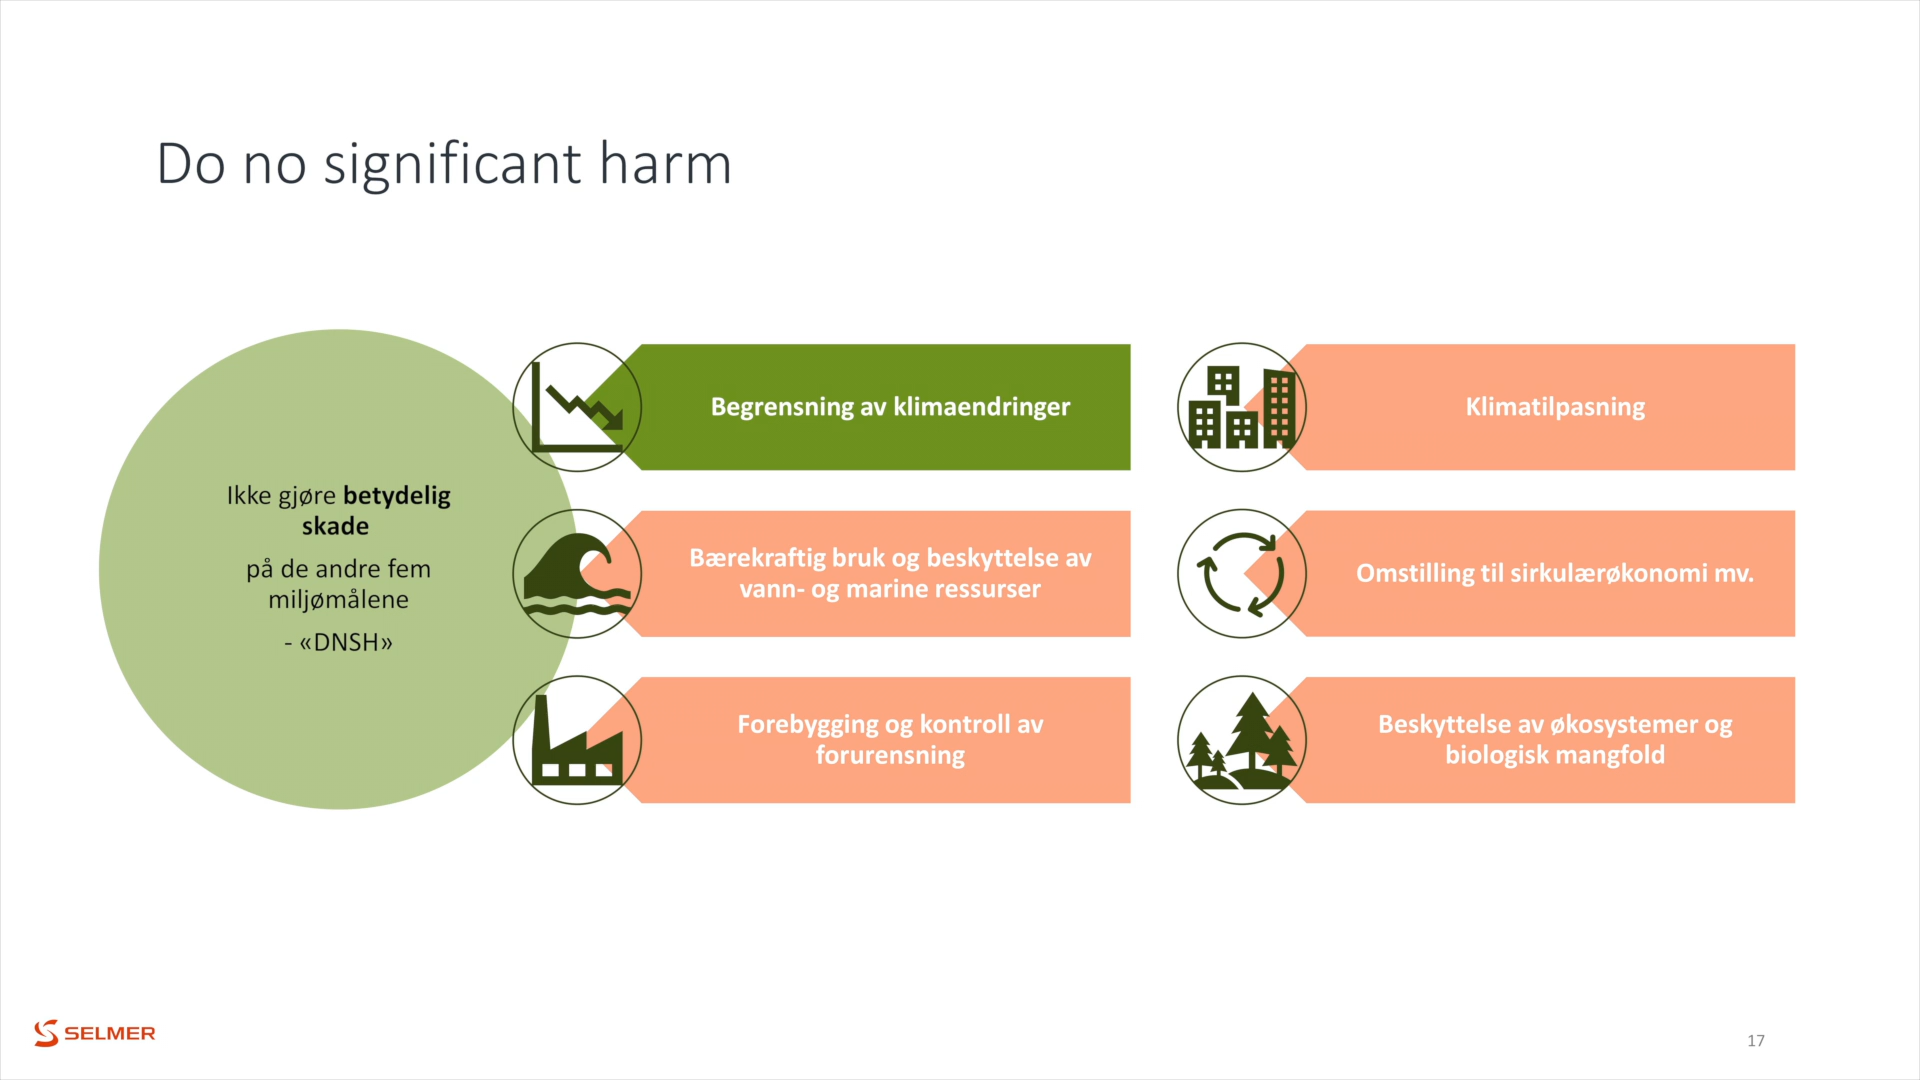 Do no significant harm
Ikke gjøre betydelig
skade
på de andre fem
miljømålene
- «DNSH»
Begrensning av klimaendringer
Klimatilpasning
Bærekraftig bruk og beskyttelse av
vann- og marine ressurser
Omstilling til sirkulærøkonomi mv.
Forebygging og kontroll av
forurensning
Beskyttelse av økosystemer og
biologisk mangfold
SELMER
17